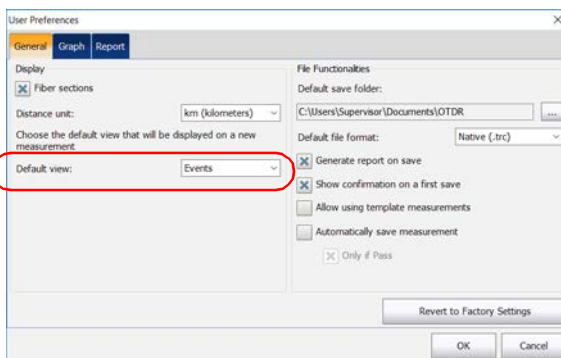 User Preferences
General Graph Report
Display
Fiber sections
Distance unit: km (kilometers)
Choose the default view that will be displayed on a new
measurement
Default view: Events
File Functionalities
Default save folder:
C:\Users\Supervisor\Documents\OTDR ...
Default file format: Native (.trc)
Generate report on save
Show confirmation on a first save
Allow using template measurements
Automatically save measurement
Only if Pass
Revert to Factory Settings
OK Cancel